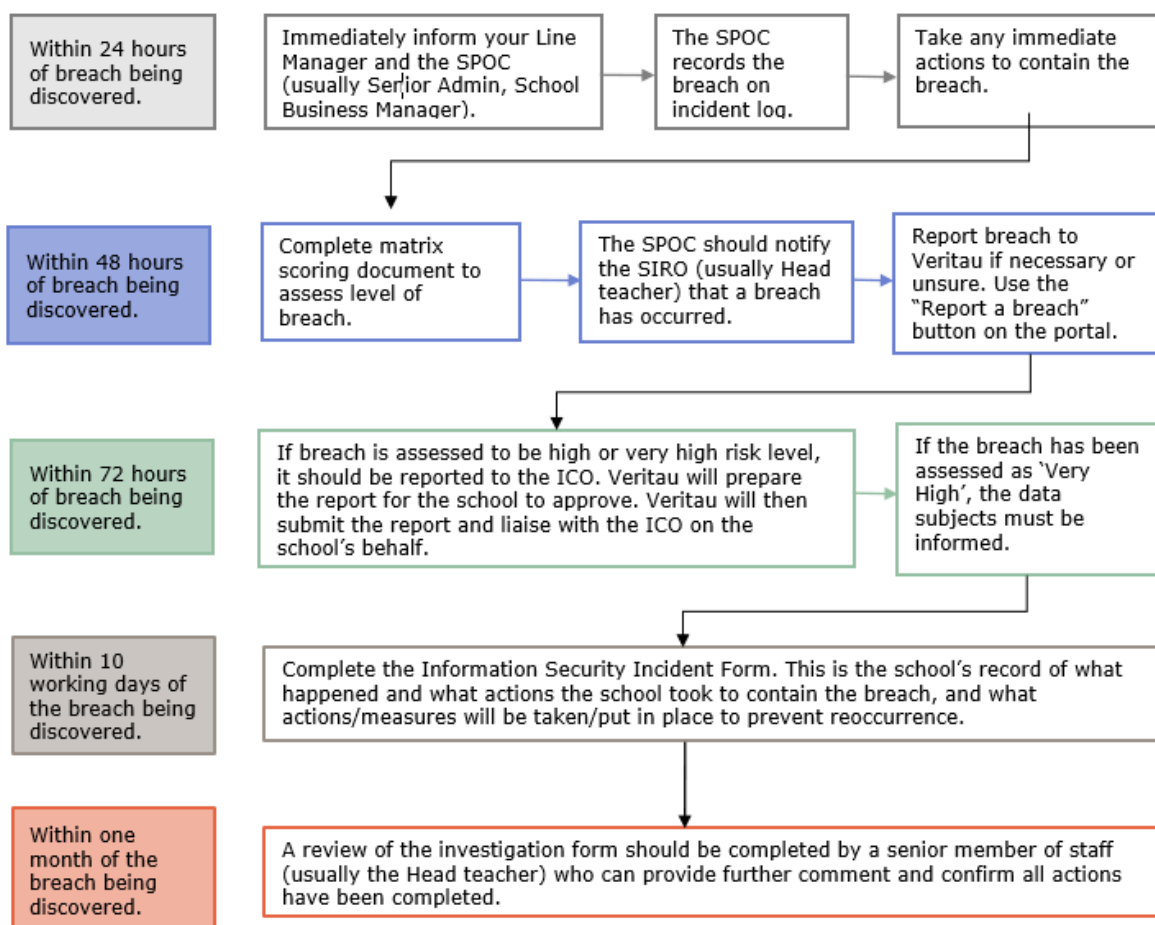 Within 24 hours
of breach being
discovered.
Immediately inform your Line
Manager and the SPOC
(usually Senior Admin, School
Business Manager).
The SPOC
records the
breach on
incident log.
Take any immediate
actions to contain the
breach.
Within 48 hours
of breach being
discovered.
Complete matrix
scoring document to
assess level of
breach.
The SPOC should notify
the SIRO (usually Head
teacher) that a breach
has occurred.
Report breach to
Veritau if necessary or
unsure. Use the
“Report a breach”
button on the portal.
Within 72 hours
of breach being
discovered.
If breach is assessed to be high or very high risk level,
it should be reported to the ICO. Veritau will prepare
the report for the school to approve. Veritau will then
submit the report and liaise with the ICO on the
school’s behalf.
If the breach has been
assessed as ‘Very
High’, the data
subjects must be
informed.
Within 10
working days of
the breach being
discovered.
Complete the Information Security Incident Form. This is the school’s record of what
happened and what actions the school took to contain the breach, and what
actions/measures will be taken/put in place to prevent reoccurrence.
Within one
month of the
breach being
discovered.
A review of the investigation form should be completed by a senior member of staff
(usually the Head teacher) who can provide further comment and confirm all actions
have been completed.